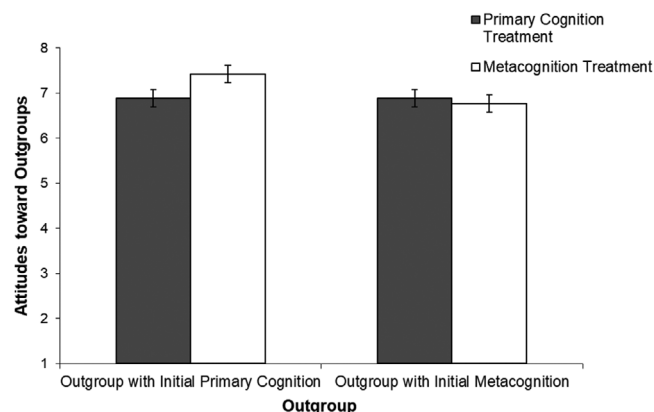 Primary Cognition
Treatment
Metacognition Treatment
8
7
6
5
4
3
2
1
Attitudes toward Outgroups
Outgroup with Initial Primary Cognition
Outgroup with Initial Metacognition
Outgroup